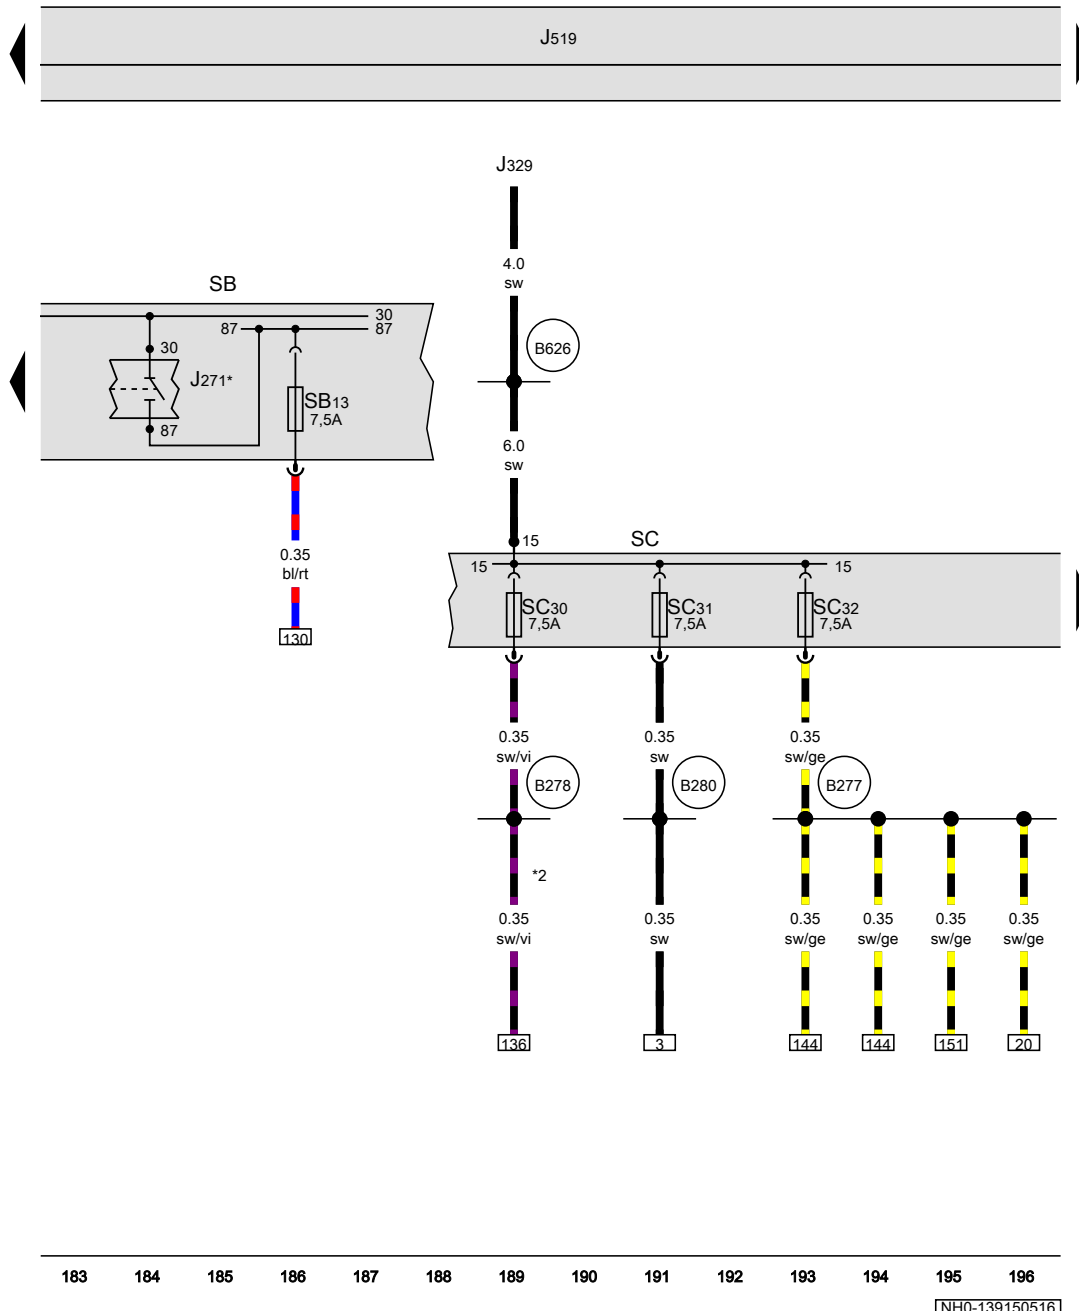 J519
J329
4.0
sw
SB
30
87 87
B626
30
J271*
SB13
7,5A
87
6.0
sw
15
SC
0.35
bl/rt
15 15
SC30 SC31 SC32
7,5A 7,5A 7,5A
130
0.35 0.35 0.35
sw/vi sw sw/ge
B278 B280 B277
*2
0.35 0.35 0.35 0.35 0.35 0.35
sw/vi sw sw/ge sw/ge sw/ge sw/ge
136 3 144 144 151 20
183 184 185 186 187 188 189 190 191 192 193 194 195 196
NH0-139150516